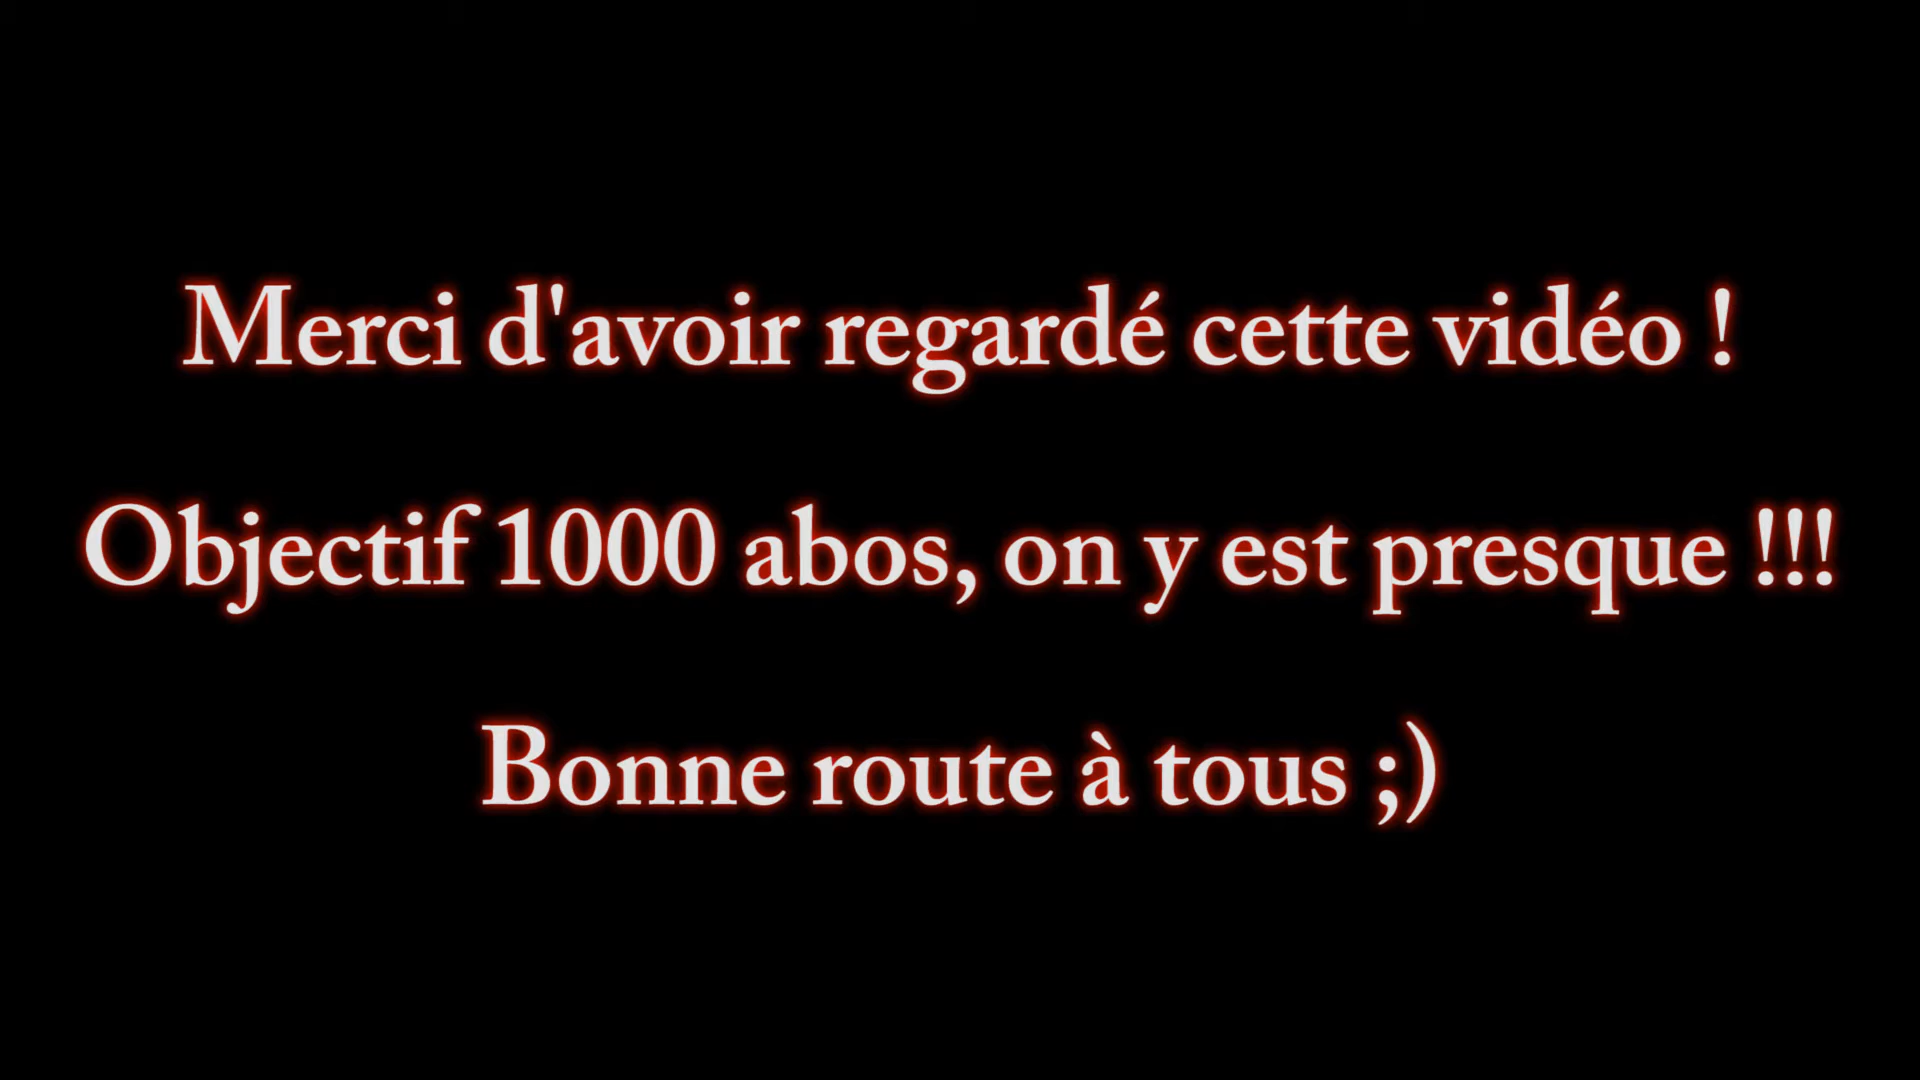 Merci d'avoir regardé cette vidéo !
Objectif 1000 abos, on y est presque !!!
Bonne route à tous ;)